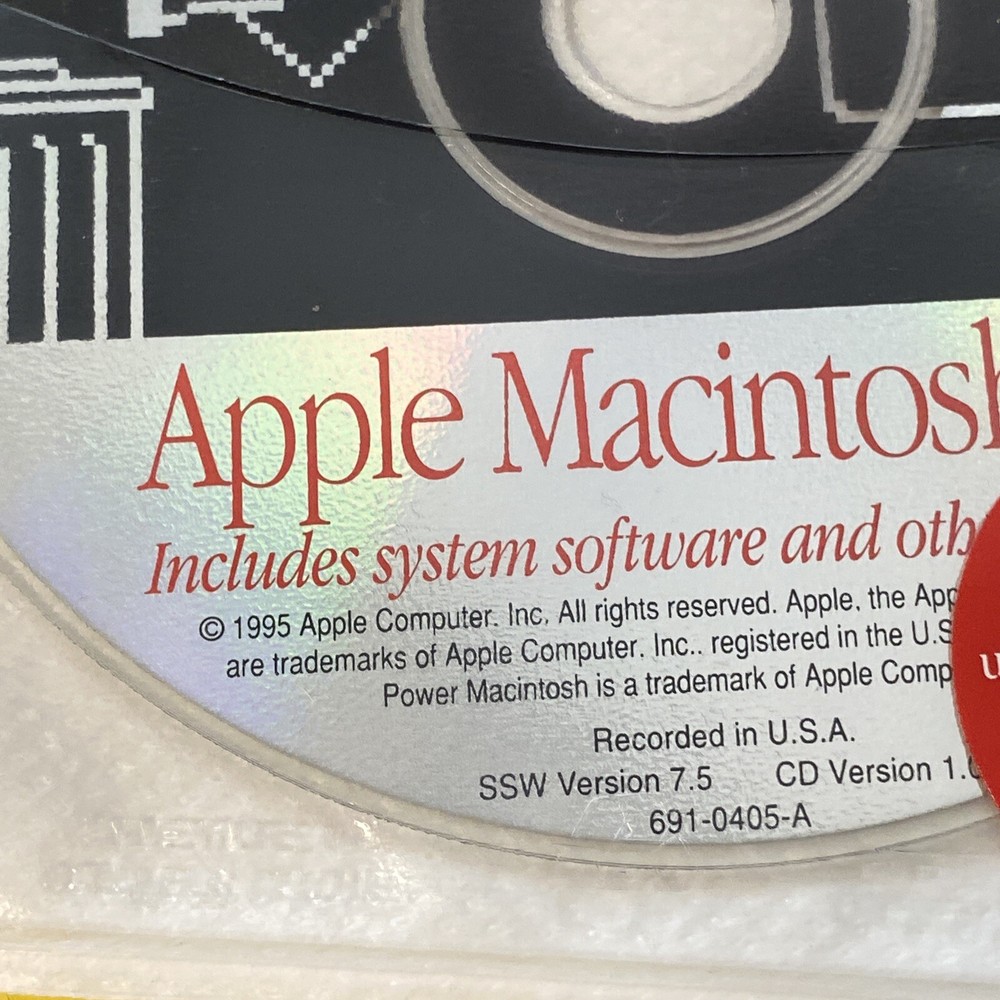 Apple Macintosh
Includes system software and oth
© 1995 Apple Computer. Inc, All rights reserved. Apple, the App
are trademarks of Apple Computer. Inc.. registered in the U.S
Power Macintosh is a trademark of Apple Comp
Recorded in U.S.A.
SSW Version 7.5 CD Version 1.
691-0405-A